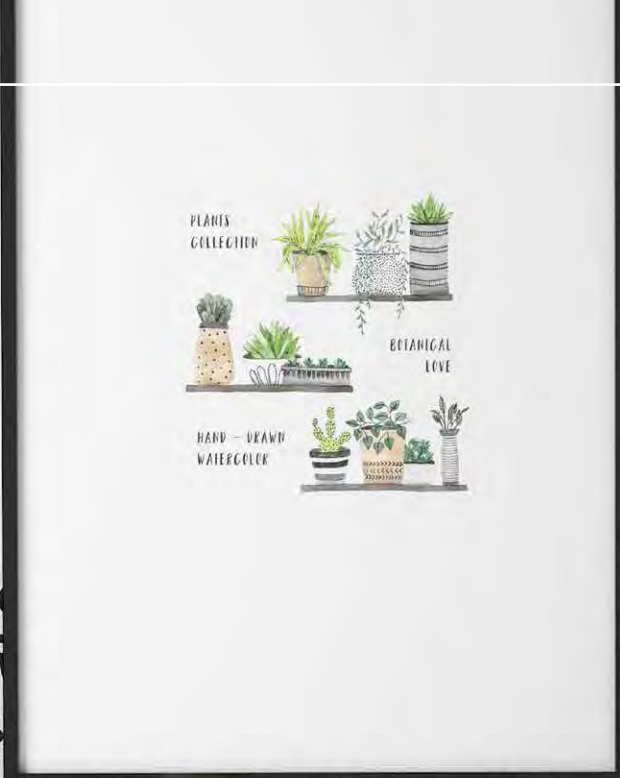 PLANTS
COLLECTION
BOTANICAL
LOVE
HAND – DRAWN
WATERCOLOR